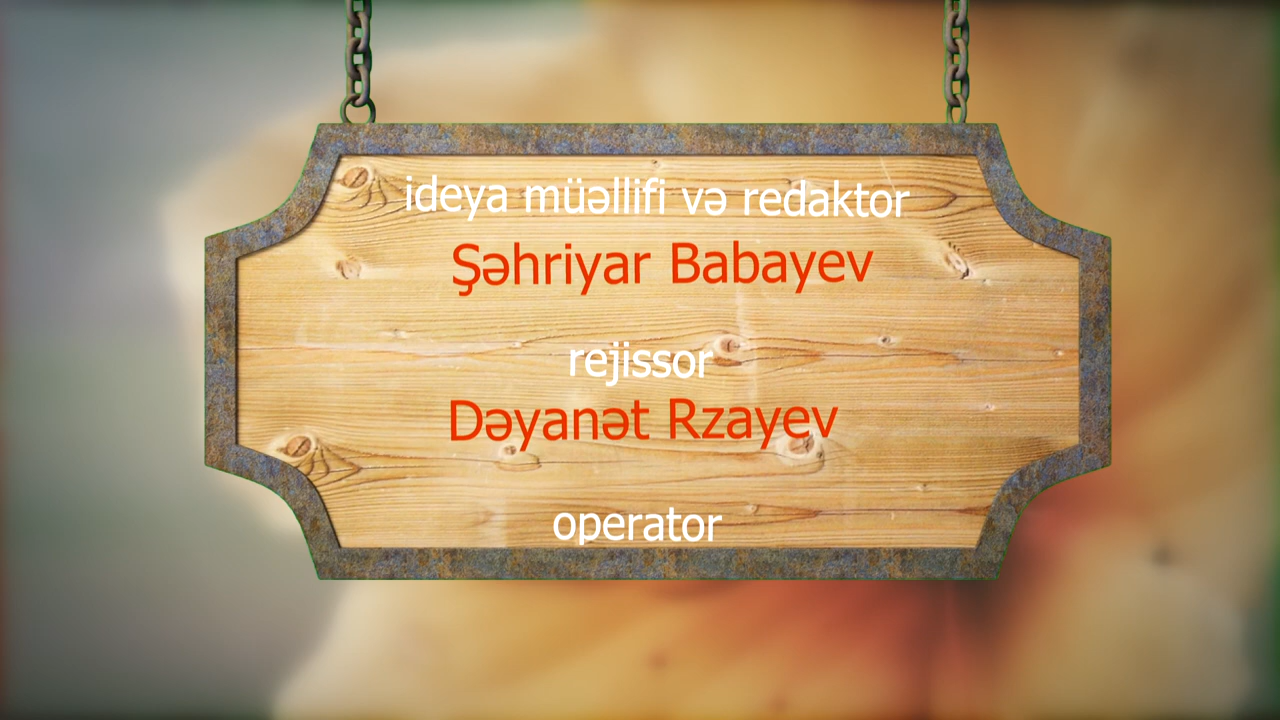 ideya müəllifi və redaktor
Şəhriyar Babayev
rejissor
Dəyanət Rzayev
operator